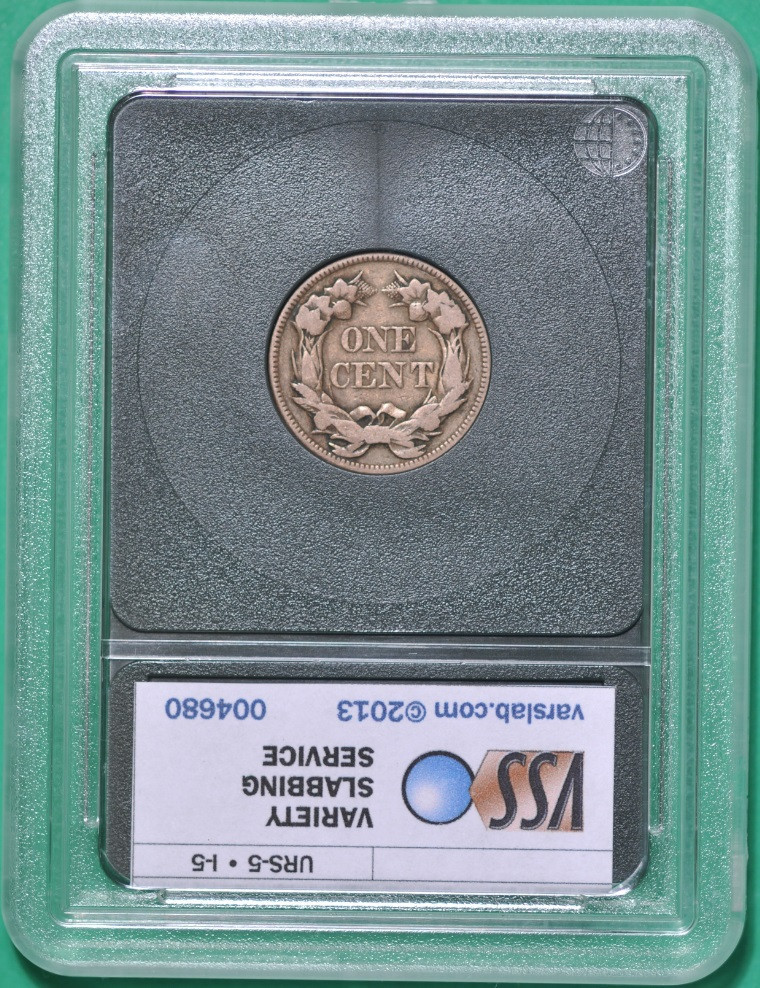 ONE
CENT
varslab.com ©2013 004680
VSS
VARIETY
SLABBING
SERVICE
URS-5 • I-5